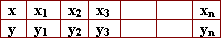 x x₁ x₂ x₃ xₙ
y y₁ y₂ y₃ yₙ